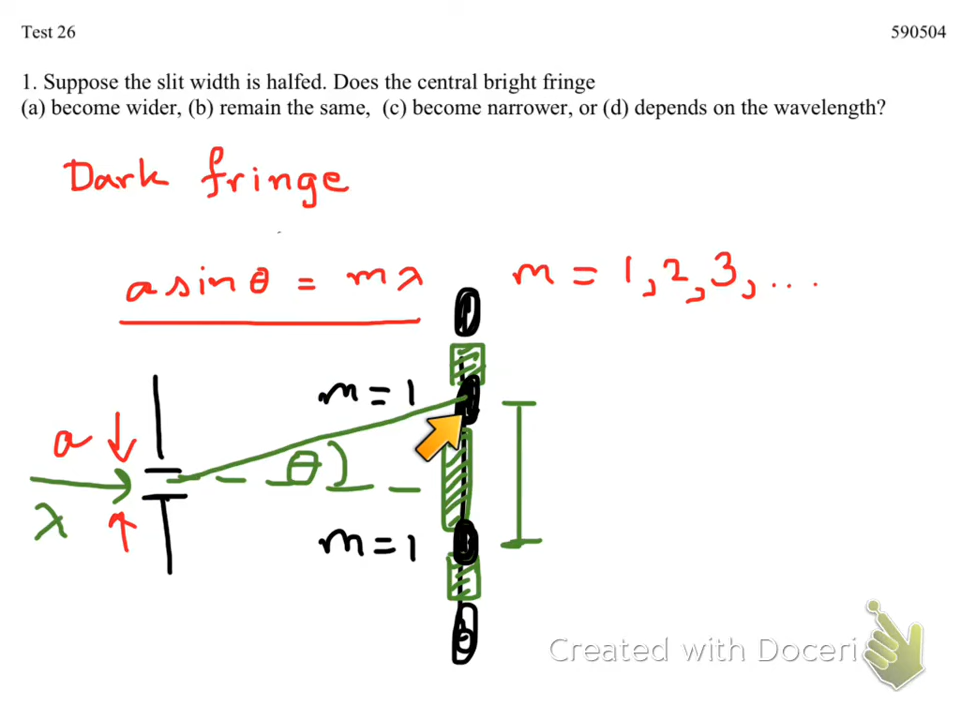 Test 26 590504
1. Suppose the slit width is halfed. Does the central bright fringe
(a) become wider, (b) remain the same, (c) become narrower, or (d) depends on the wavelength?
Dark fringe
a sin θ = m λ m = 1, 2, 3, ...
m = 1
a
θ
λ
m = 1
Created with Doceri